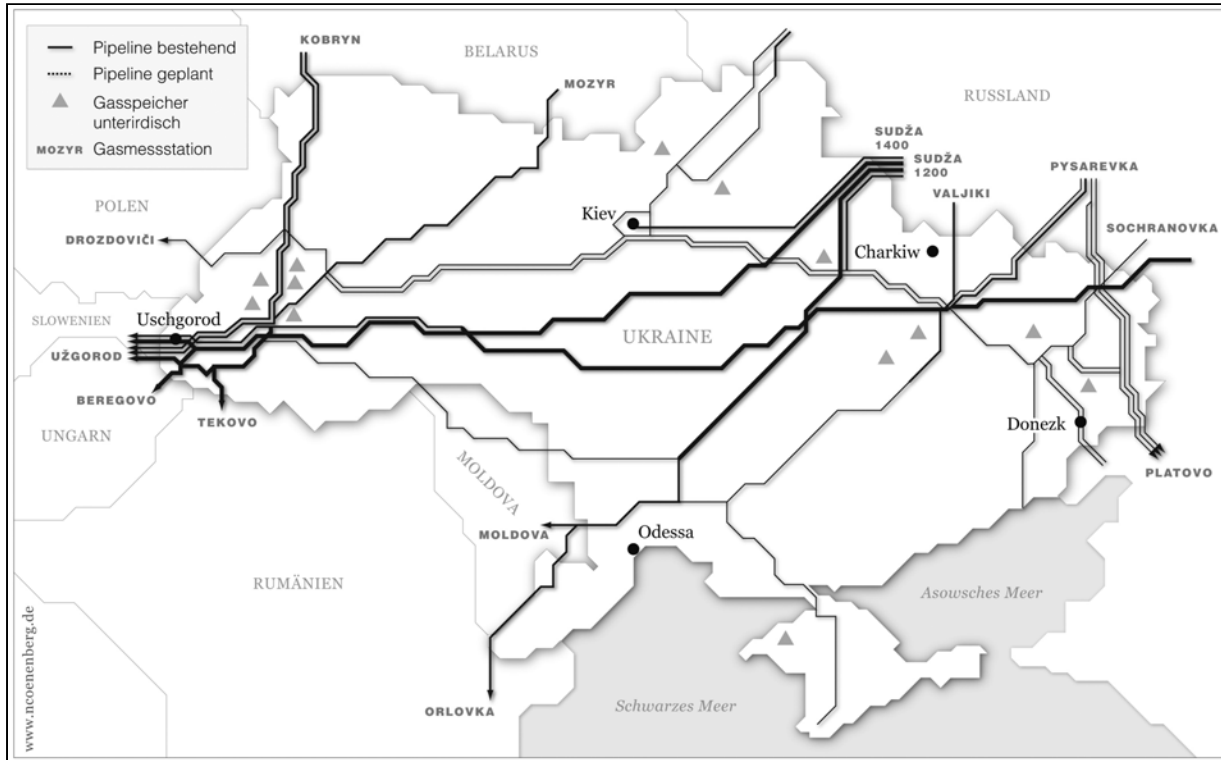 Pipeline bestehend
Pipeline geplant
Gasspeicher
unterirdisch
MOZYR Gasmessstation
KOBRYN
BELARUS
MOZYR
RUSSLAND
SUDŽA
1400
SUDŽA
1200
PYSAREVKA
VALJIKI
POLEN
Kiev
DROZDOVIČI
Charkiw
SOCHRANOVKA
SLOWENIEN
Uschgorod
UKRAINE
UŽGOROD
BEREGOVO
TEKOVO
UNGARN
Donezk
PLATOVO
MOLDOVA
MOLDOVA
Odessa
RUMÄNIEN
Asowsches Meer
ORLOVKA
Schwarzes Meer
www.ncoenenberg.de